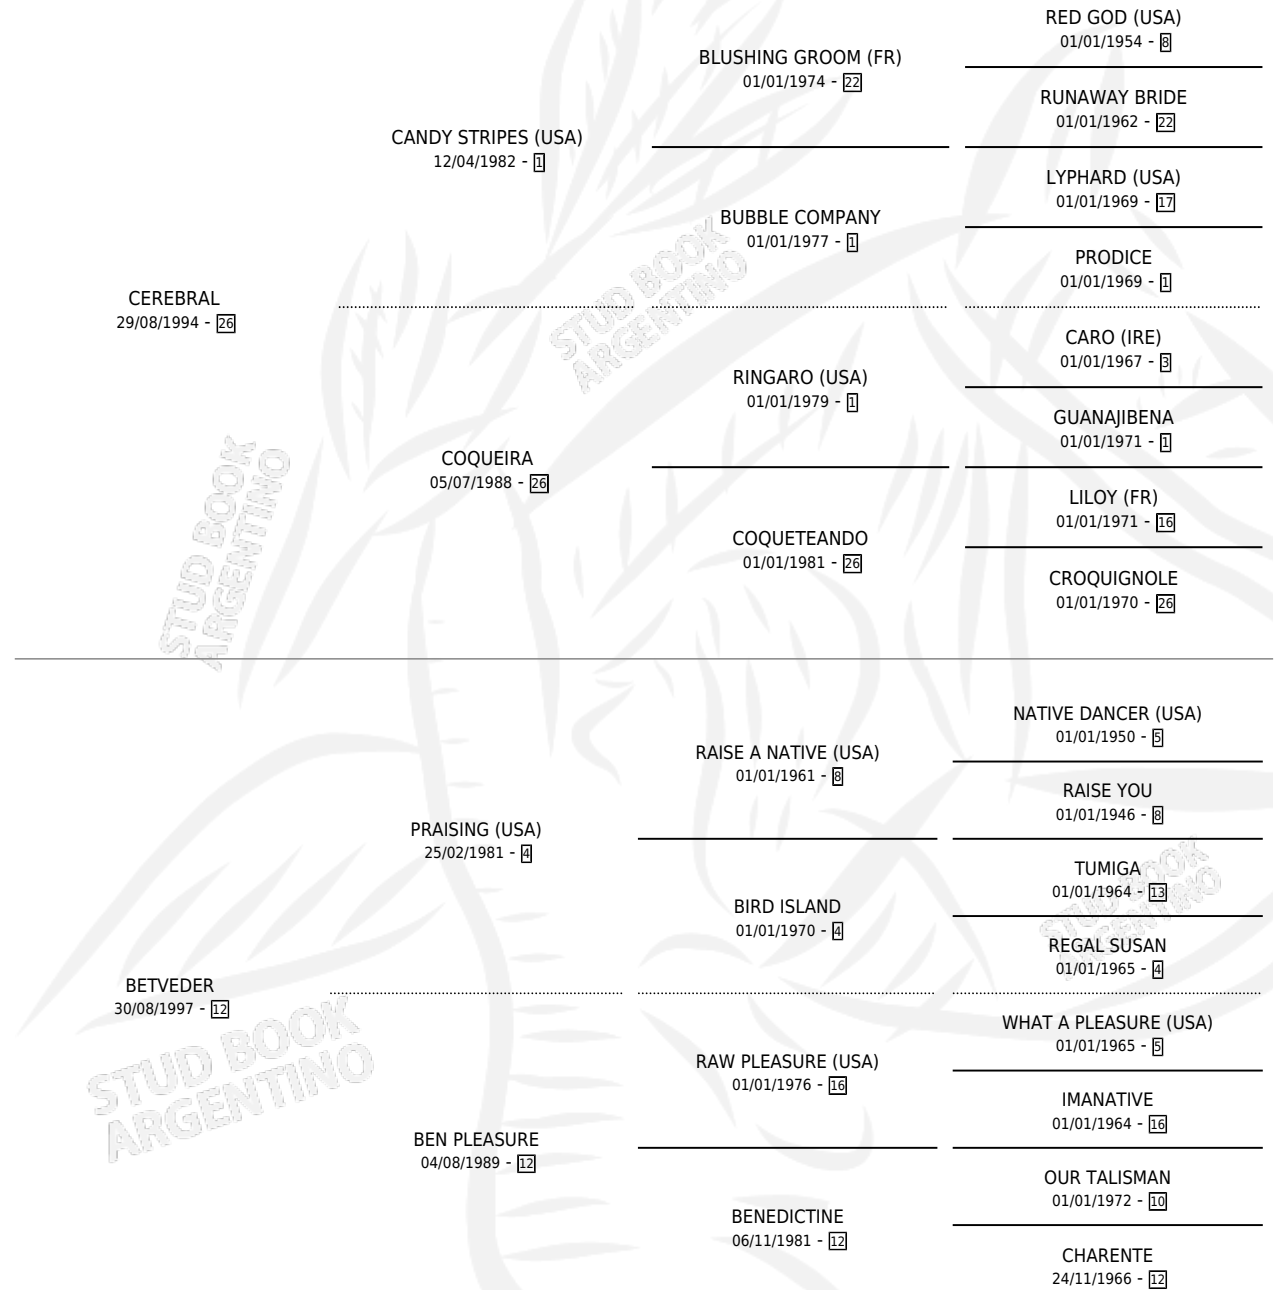 RED GOD (USA)
01/01/1954 - 8
BLUSHING GROOM (FR)
01/01/1974 - 22
RUNAWAY BRIDE
01/01/1962 - 22
CANDY STRIPES (USA)
12/04/1982 - 1
LYPHARD (USA)
01/01/1969 - 17
BUBBLE COMPANY
01/01/1977 - 1
PRODICE
01/01/1969 - 1
CEREBRAL
29/08/1994 - 26
CARO (IRE)
01/01/1967 - 3
RINGARO (USA)
01/01/1979 - 1
GUANAJIBENA
01/01/1971 - 1
COQUEIRA
05/07/1988 - 26
LILOY (FR)
01/01/1971 - 16
COQUETEANDO
01/01/1981 - 26
CROQUIGNOLE
01/01/1970 - 26
STUD BOOK
ARGENTINO
STUD BOOK
ARGENTINO
NATIVE DANCER (USA)
01/01/1950 - 5
RAISE A NATIVE (USA)
01/01/1961 - 8
RAISE YOU
01/01/1946 - 8
PRAISING (USA)
25/02/1981 - 4
TUMIGA
01/01/1964 - 13
BIRD ISLAND
01/01/1970 - 4
REGAL SUSAN
01/01/1965 - 4
STUD BOOK
ARGENTINO
BETVEDER
30/08/1997 - 12
WHAT A PLEASURE (USA)
01/01/1965 - 5
RAW PLEASURE (USA)
01/01/1976 - 16
IMANATIVE
01/01/1964 - 16
BEN PLEASURE
04/08/1989 - 12
OUR TALISMAN
01/01/1972 - 10
BENEDICTINE
06/11/1981 - 12
CHARENTE
24/11/1966 - 12
STUD BOOK
ARGENTINO